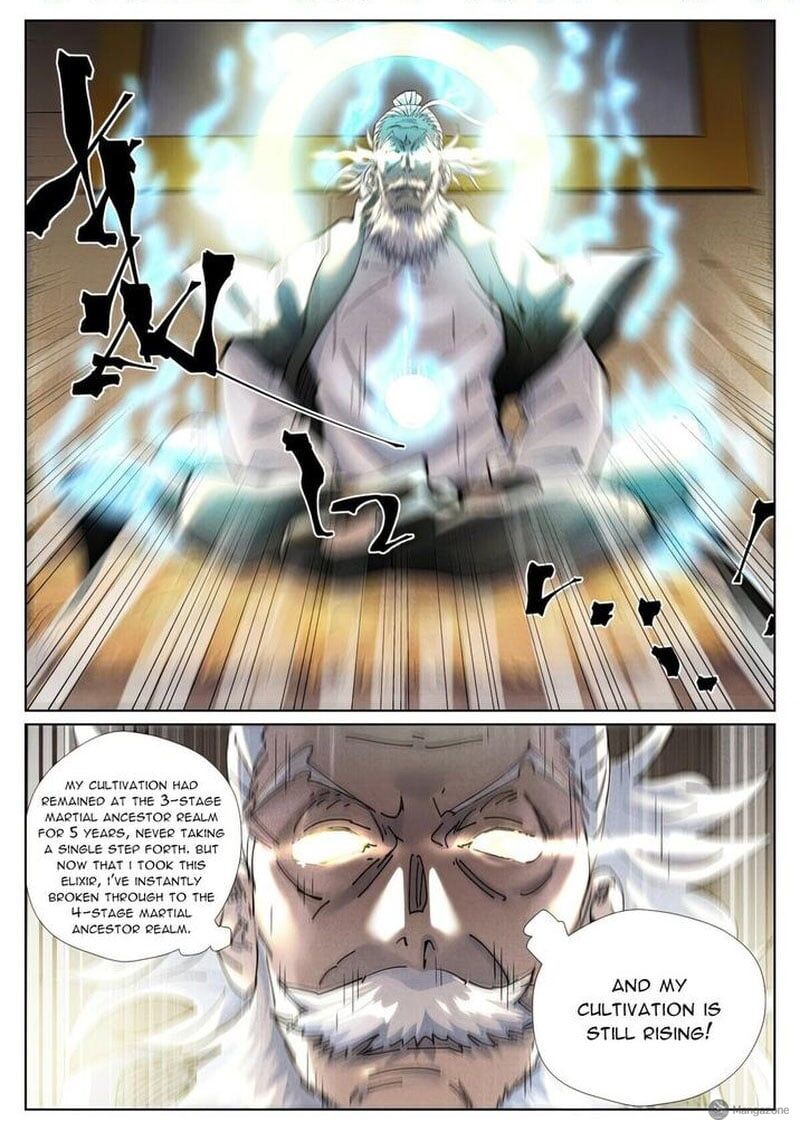 MY CULTIVATION HAD
REMAINED AT THE 3-STAGE
MARTIAL ANCESTOR REALM
FOR 5 YEARS, NEVER TAKING
A SINGLE STEP FORTH. BUT
NOW THAT I TOOK THIS
ELIXIR, I'VE INSTANTLY
BROKEN THROUGH TO THE
4-STAGE MARTIAL
ANCESTOR REALM.
AND MY
CULTIVATION IS
STILL RISING!
Mangazone